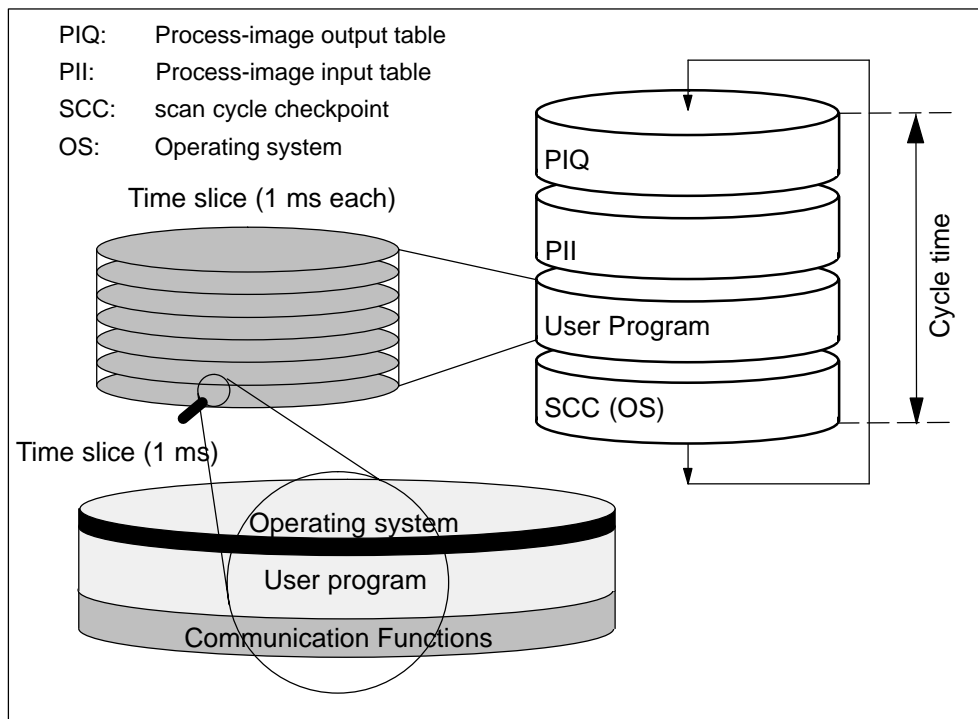 PIQ: Process-image output table
PII: Process-image input table
SCC: scan cycle checkpoint
OS: Operating system
Time slice (1 ms each)
PIQ
PII
User Program
SCC (OS)
Cycle time
Time slice (1 ms)
Operating system
User program
Communication Functions